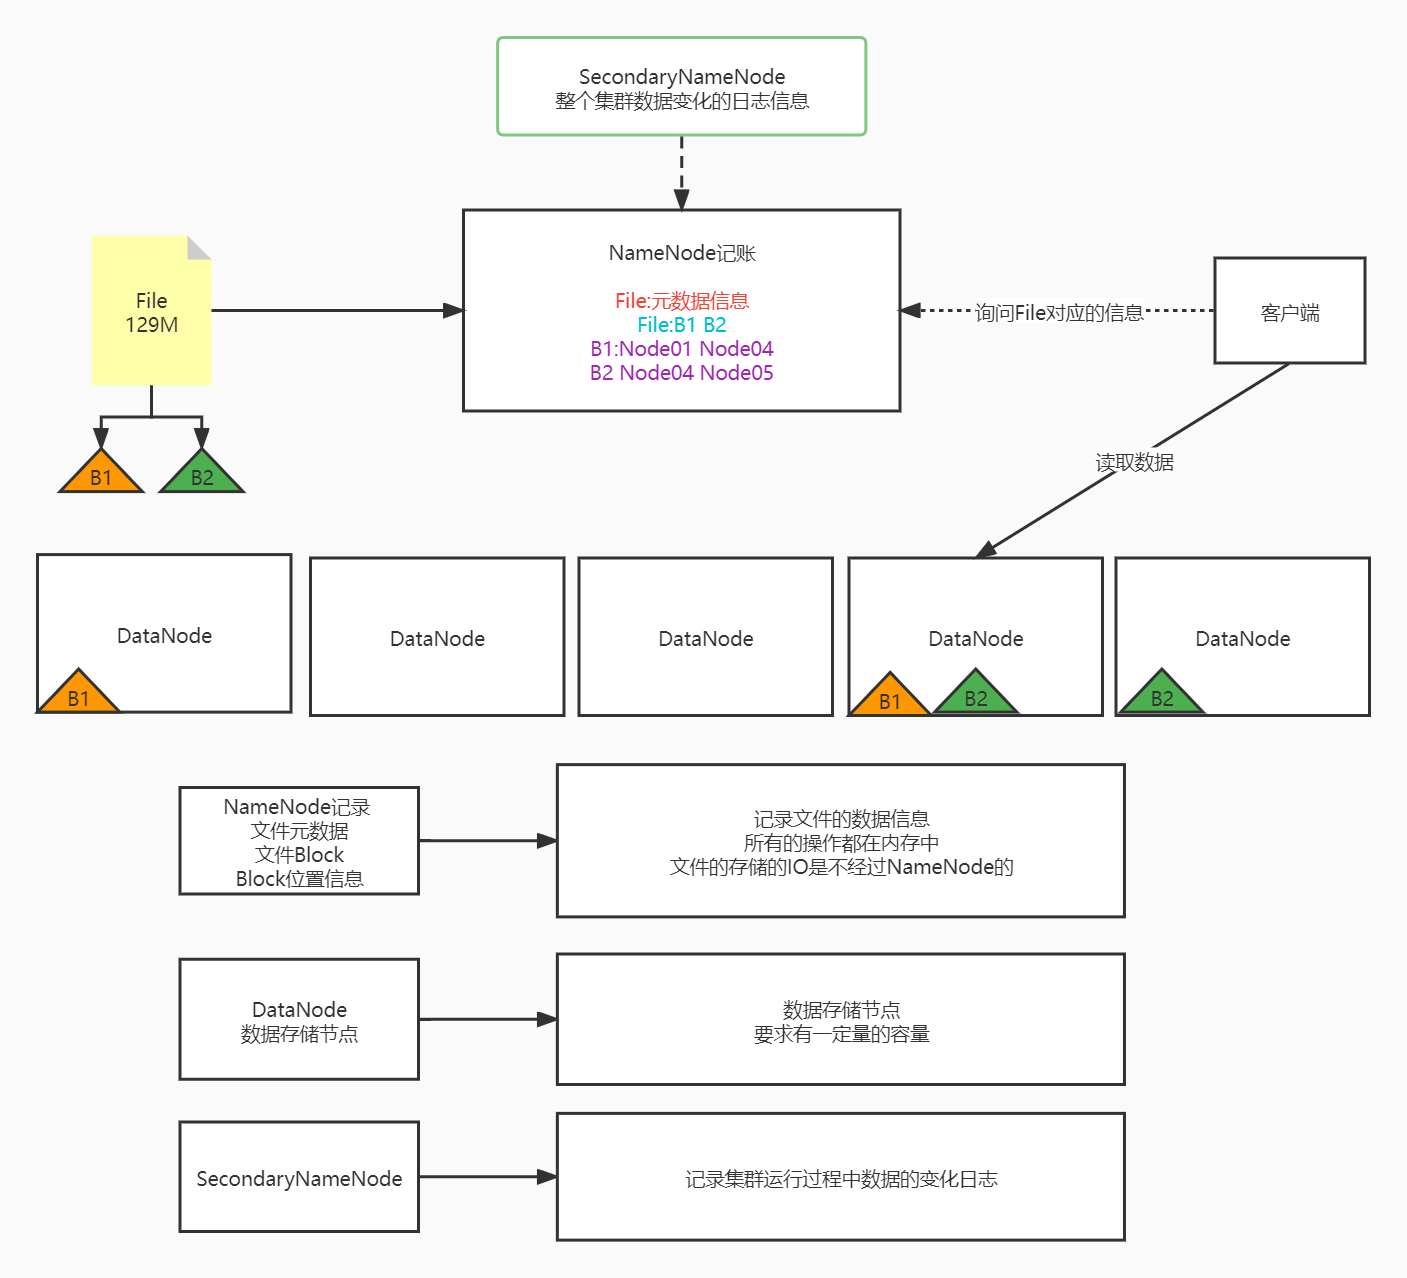 SecondaryNameNode
整个集群数据变化的日志信息
NameNode记账
File:元数据信息
File:B1 B2
B1:Node01 Node04
B2 Node04 Node05
File
129M
询问File对应的信息
客户端
B1
B2
读取数据
DataNode
DataNode
DataNode
DataNode
DataNode
B1
B1
B2
B2
NameNode记录
文件元数据
文件Block
Block位置信息
记录文件的数据信息
所有的操作都在内存中
文件的存储的IO是不经过NameNode的
DataNode
数据存储节点
数据存储节点
要求有一定量的容量
SecondaryNameNode
记录集群运行过程中数据的变化日志